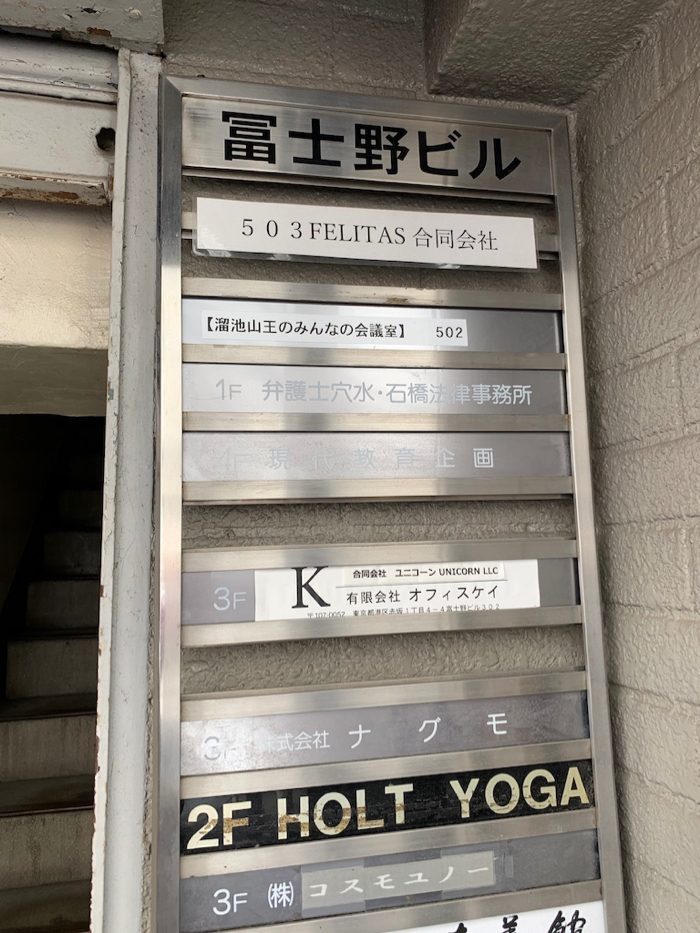 冨士野ビル
503FELITAS 合同会社
【溜池山王のみんなの会議室】 502
1F 弁護士穴水・石橋法律事務所
4F 現代教育企画
3F
K
合同会社 ユニコーン UNICORN LLC
有限会社 オフィスケイ
〒107-0052 東京都港区赤坂1丁目4-4富士野ビル302
3F 株式会社 ナグモ
2F HOLT YOGA
3F ㈱ コスモユノー